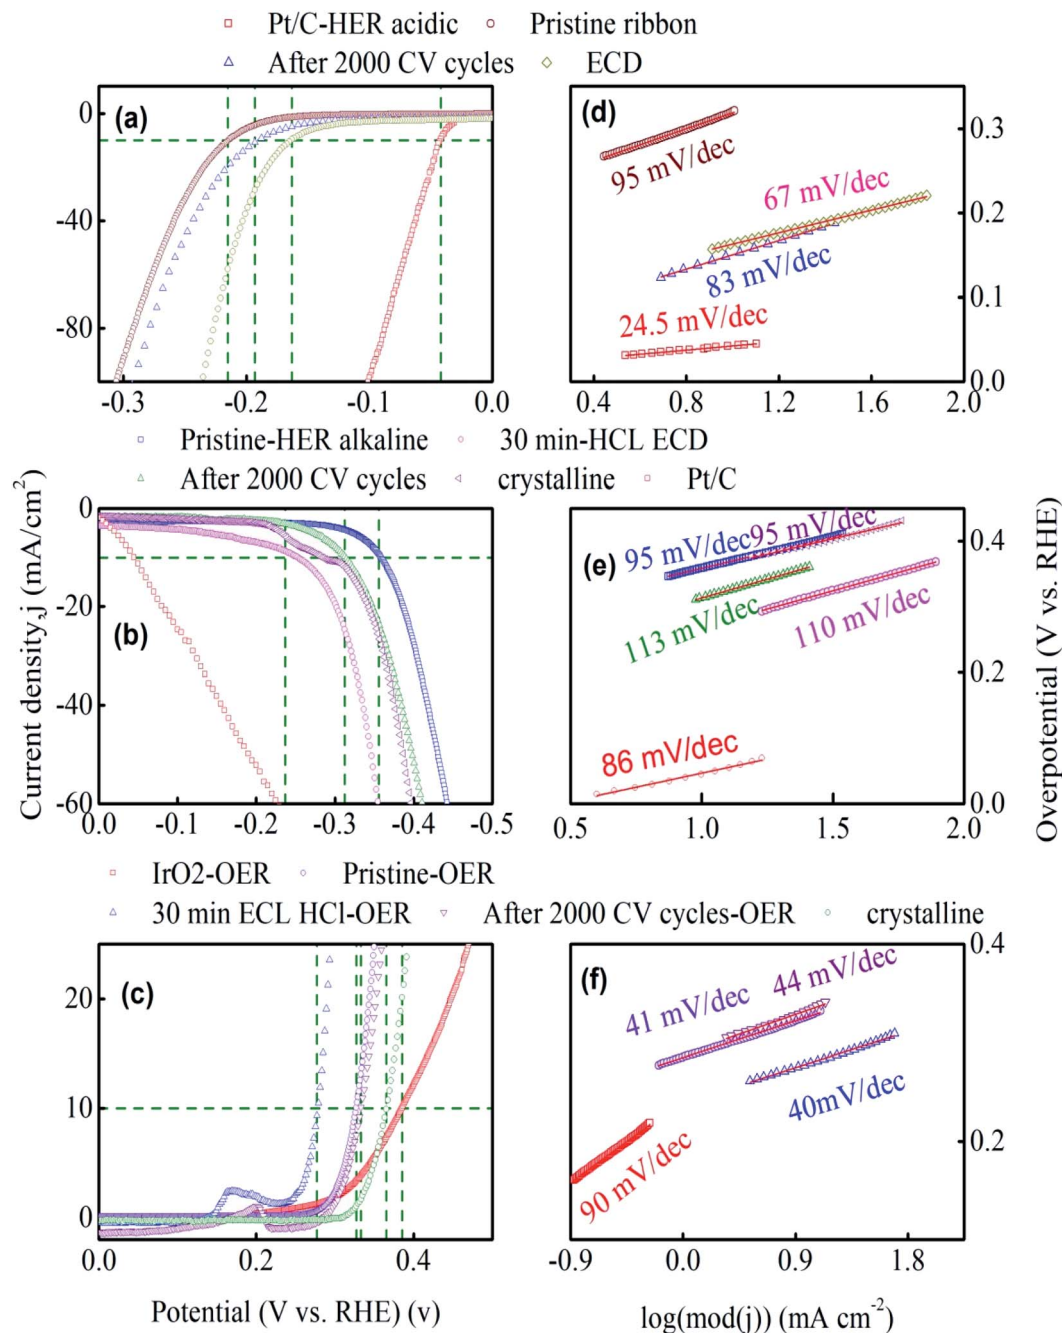 Pt/C-HER acidic Pristine ribbon
After 2000 CV cycles ECD
(a)
0
-40
-80
-0.3 -0.2 -0.1 0.0
(d)
95 mV/dec
67 mV/dec
83 mV/dec
24.5 mV/dec
0.3
0.2
0.1
0.0
0.4 0.8 1.2 1.6 2.0
Pristine-HER alkaline 30 min-HCL ECD
After 2000 CV cycles crystalline Pt/C
Current density,j (mA/cm2)
(b)
0
-20
-40
-60
0.0 -0.1 -0.2 -0.3 -0.4 -0.5
(e)
95 mV/dec
95 mV/dec
113 mV/dec
110 mV/dec
86 mV/dec
0.4
0.2
0.0
0.5 1.0 1.5 2.0
Overpotential (V vs. RHE)
IrO2-OER Pristine-OER
30 min ECL HCl-OER After 2000 CV cycles-OER crystalline
(c)
20
10
0
0.0 0.2 0.4
Potential (V vs. RHE) (v)
(f)
41 mV/dec
44 mV/dec
40mV/dec
90 mV/dec
0.4
0.2
-0.9 0.0 0.9 1.8
log(mod(j)) (mA cm-2)